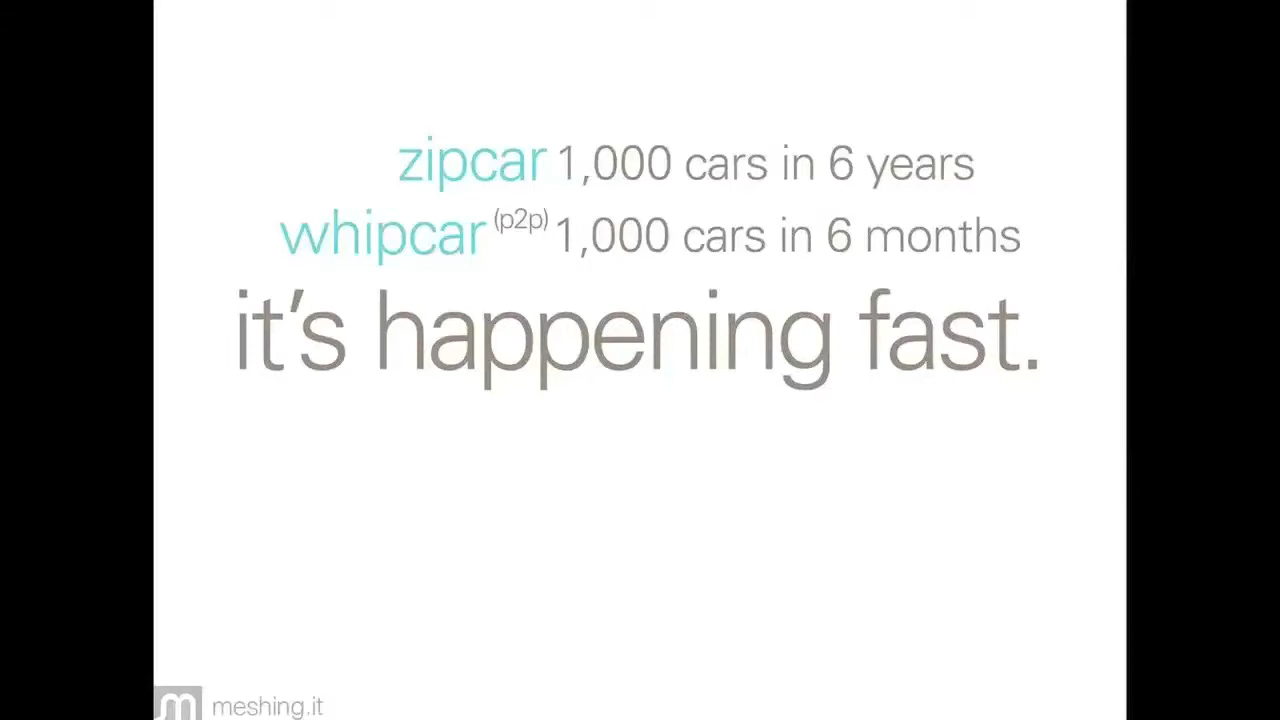 zipcar 1,000 cars in 6 years
whipcar (p2p) 1,000 cars in 6 months
it's happening fast.
m meshing.it